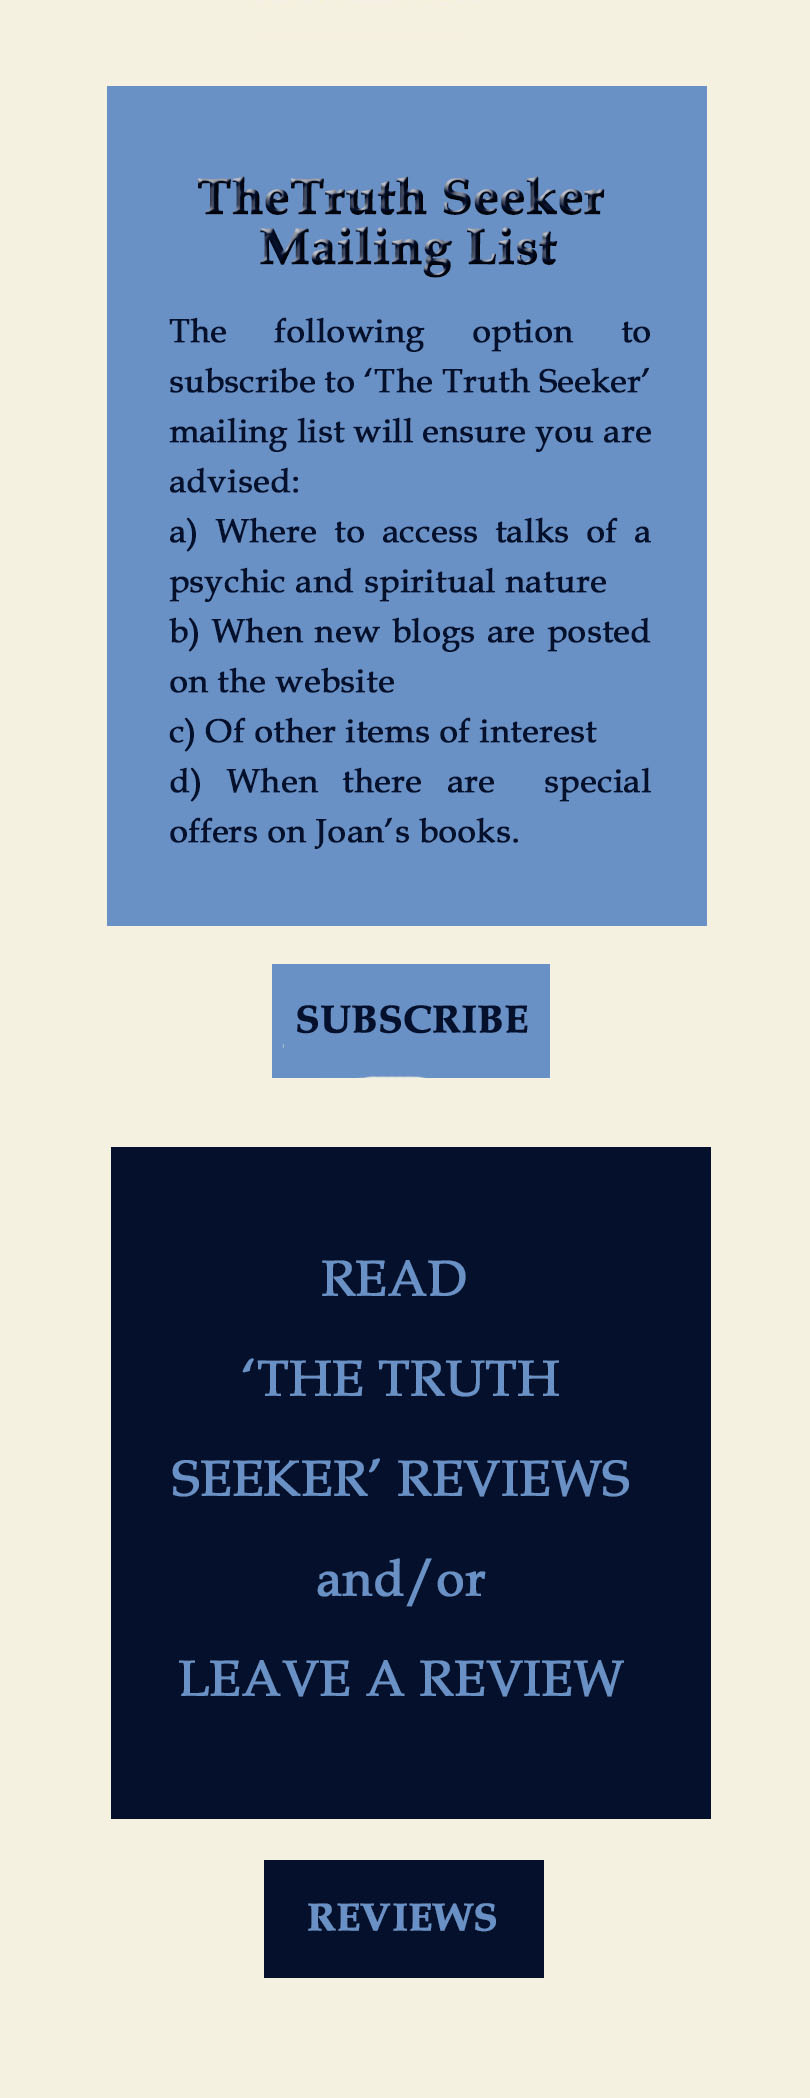 TheTruth Seeker
Mailing List
The following option to
subscribe to ‘The Truth Seeker’
mailing list will ensure you are
advised:
a) Where to access talks of a
psychic and spiritual nature
b) When new blogs are posted
on the website
c) Of other items of interest
d) When there are special
offers on Joan’s books.
SUBSCRIBE
READ
‘THE TRUTH
SEEKER’ REVIEWS
and/or
LEAVE A REVIEW
REVIEWS